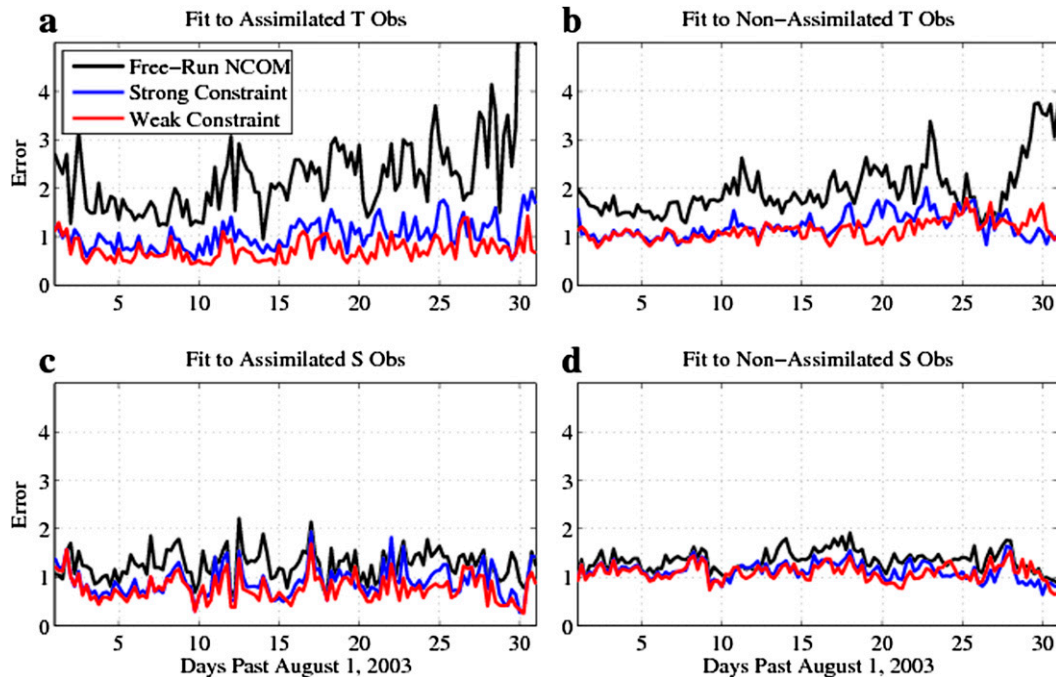 a Fit to Assimilated T Obs
b Fit to Non-Assimilated T Obs
Free-Run NCOM
Strong Constraint
Weak Constraint
Error
4
3
2
1
0
5 10 15 20 25 30
4
3
2
1
0
5 10 15 20 25 30
c Fit to Assimilated S Obs
d Fit to Non-Assimilated S Obs
Error
4
3
2
1
0
5 10 15 20 25 30
Days Past August 1, 2003
4
3
2
1
0
5 10 15 20 25 30
Days Past August 1, 2003